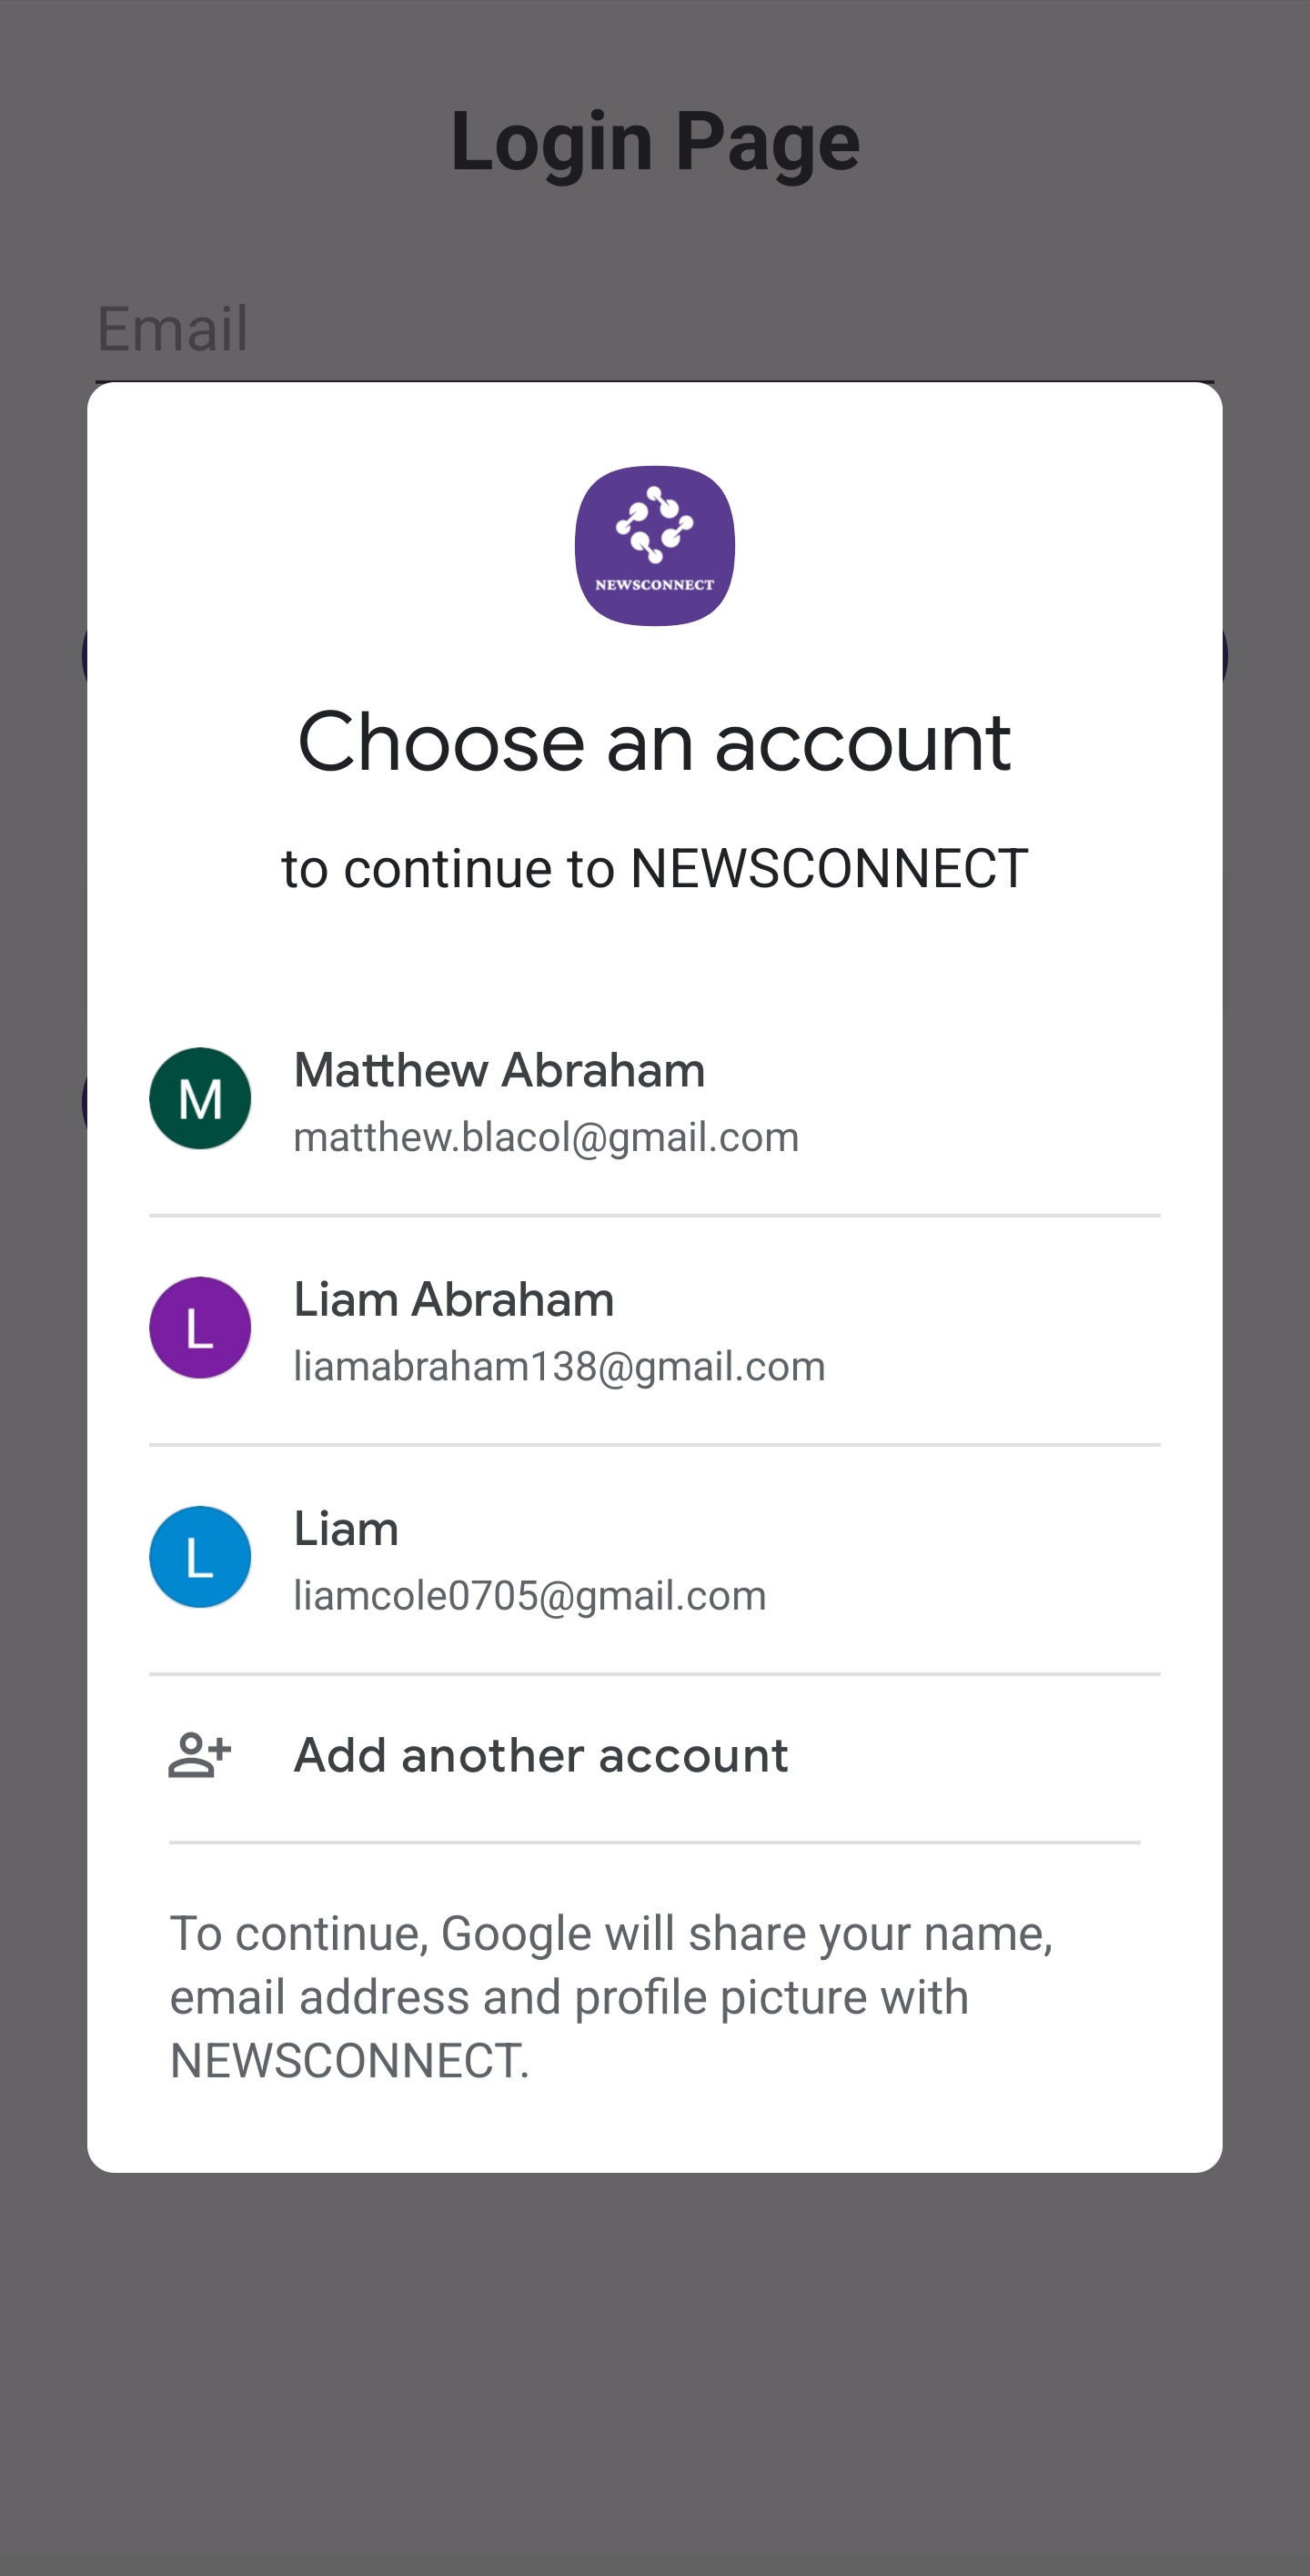 Login Page
Email
NEWSCONNECT
Choose an account
to continue to NEWSCONNECT
M
Matthew Abraham
matthew.blacol@gmail.com
L
Liam Abraham
liamabraham138@gmail.com
L
Liam
liamcole0705@gmail.com
Add another account
To continue, Google will share your name,
email address and profile picture with
NEWSCONNECT.